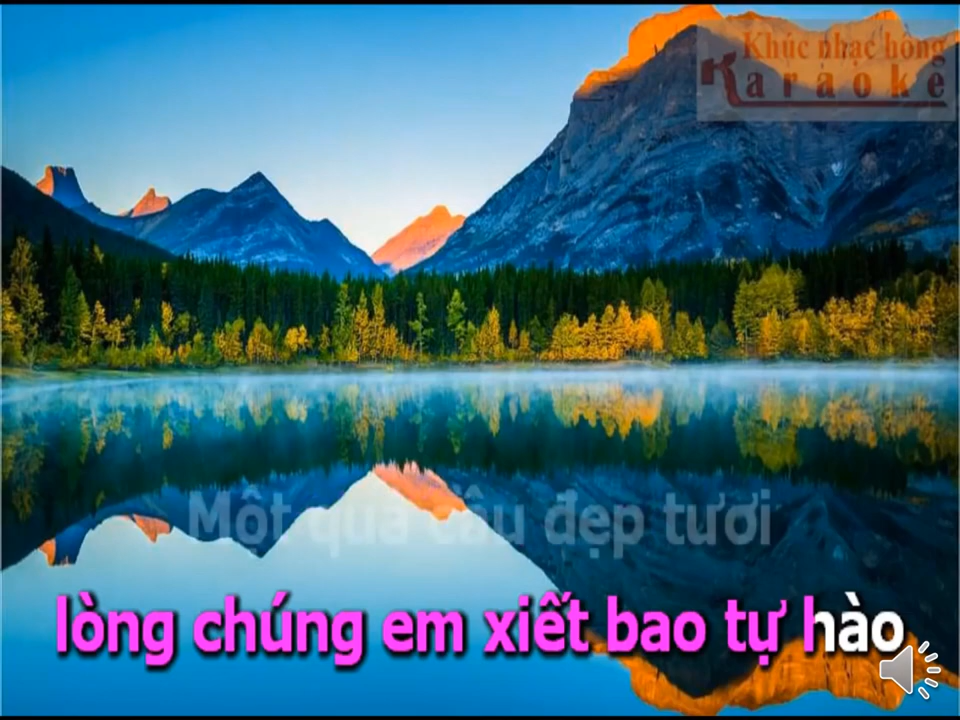 Khúc nhạc hồng
Karaoke
Một quả cầu đẹp tươi
lòng chúng em xiết bao tự hào